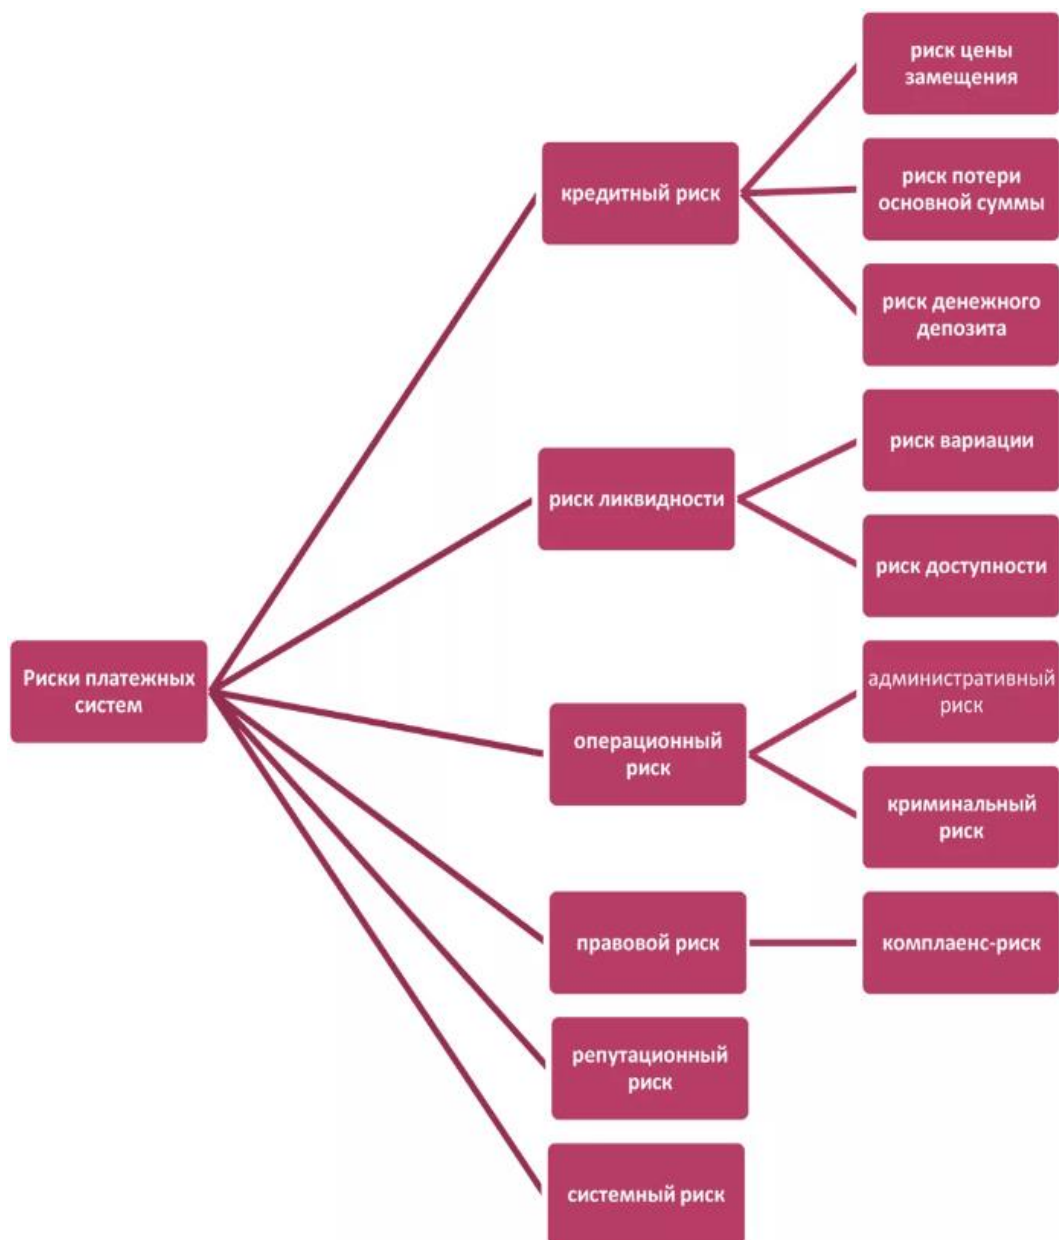 Риски платежных
систем
кредитный риск
риск цены
замещения
риск потери
основной суммы
риск денежного
депозита
риск ликвидности
риск вариации
риск доступности
операционный
риск
административный
риск
криминальный
риск
правовой риск
комплаенс-риск
репутационный
риск
системный риск